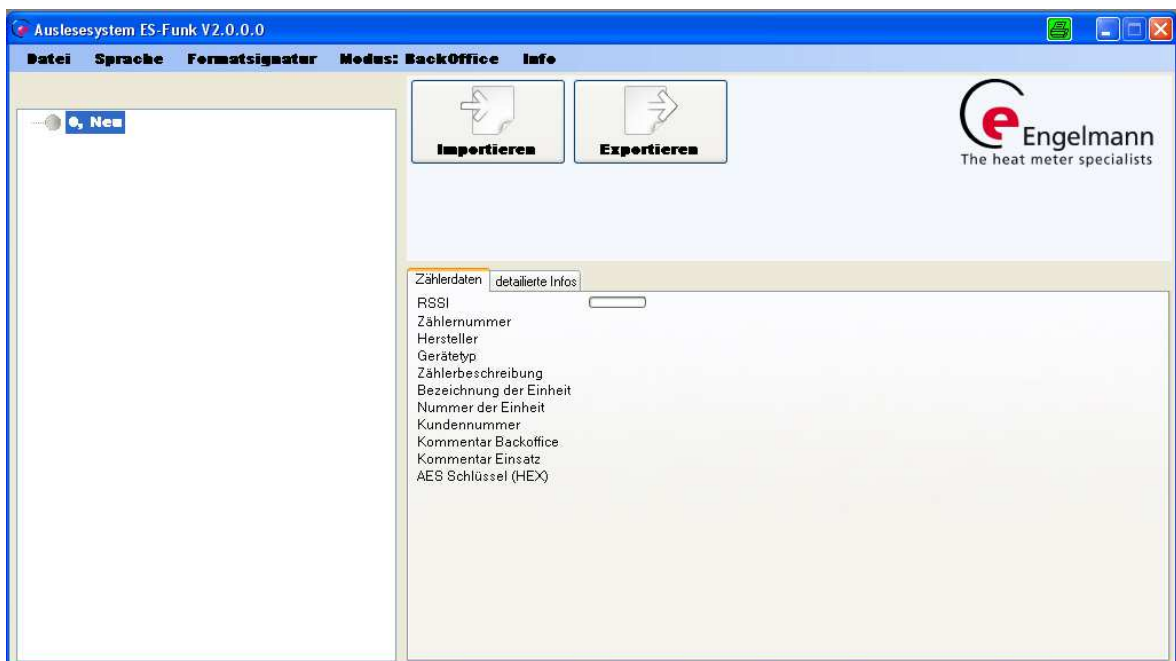 Auslesesystem ES-Funk V2.0.0.0
Datei Sprache Formatsignatur Modus: BackOffice Info
0, Neu
Importieren Exportieren
e Engelmann
The heat meter specialists
Zählerdaten detailierte Infos
RSSI
Zählernummer
Hersteller
Gerätetyp
Zählerbeschreibung
Bezeichnung der Einheit
Nummer der Einheit
Kundennummer
Kommentar Backoffice
Kommentar Einsatz
AES Schlüssel (HEX)